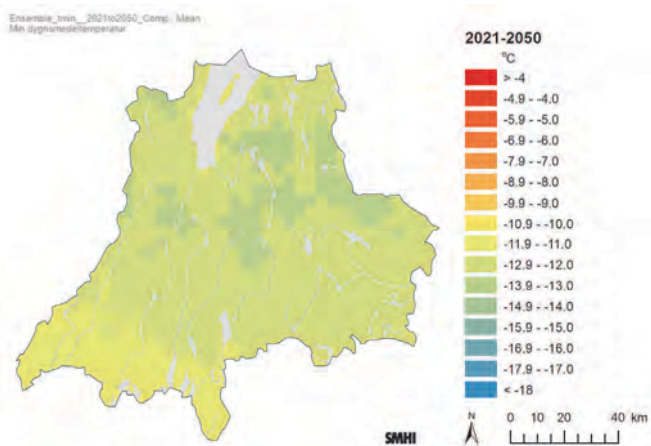 Ensemble_tmin__2021to2050_Comp. Mean
Min dygnsmedeltemperatur
2021-2050
°C
> -4
-4.9 - -4.0
-5.9 - -5.0
-6.9 - -6.0
-7.9 - -7.0
-8.9 - -8.0
-9.9 - -9.0
-10.9 - -10.0
-11.9 - -11.0
-12.9 - -12.0
-13.9 - -13.0
-14.9 - -14.0
-15.9 - -15.0
-16.9 - -16.0
-17.9 - -17.0
< -18
N
0 10 20 40 km
SMHI